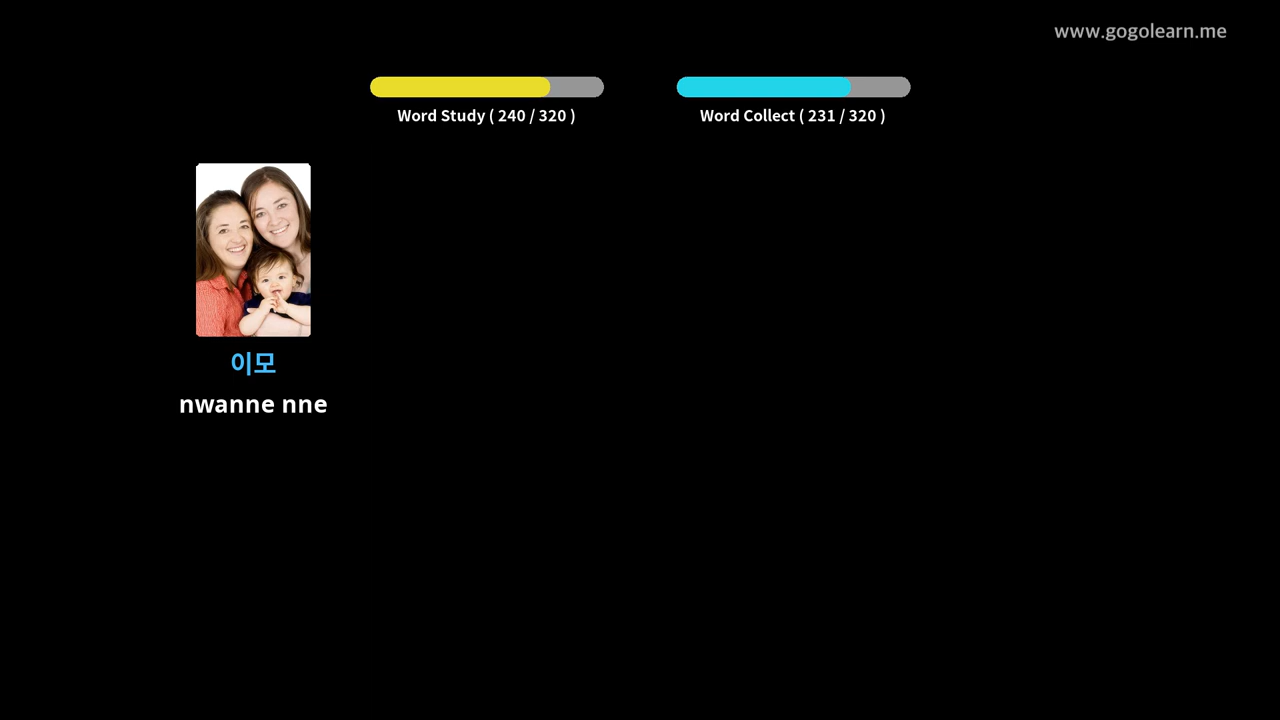 www.gogolearn.me
Word Study ( 240 / 320 )
Word Collect ( 231 / 320 )
이모
nwanne nne